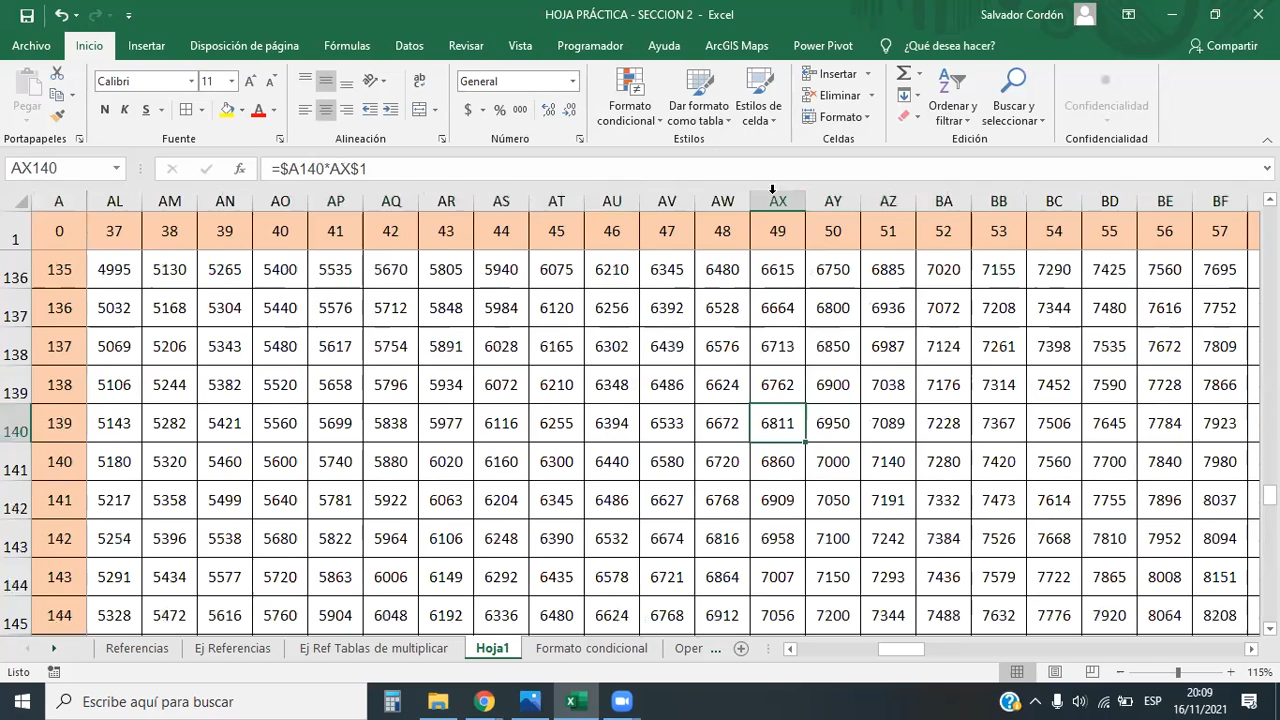 HOJA PRÁCTICA - SECCION 2 - Excel
Salvador Cordón
Archivo Inicio Insertar Disposición de página Fórmulas Datos Revisar Vista Programador Ayuda ArcGIS Maps Power Pivot ¿Qué desea hacer? Compartir
Pegar
Calibri 11
General
N K S
$ % 000
Formato condicional
Dar formato como tabla
Estilos de celda
Insertar
Eliminar
Formato
Ordenar y filtrar
Buscar y seleccionar
Confidencialidad
Portapapeles Fuente Alineación Número Estilos Celdas Edición Confidencialidad
AX140 fx =$A140*AX$1
A AL AM AN AO AP AQ AR AS AT AU AV AW AX AY AZ BA BB BC BD BE BF
1 0 37 38 39 40 41 42 43 44 45 46 47 48 49 50 51 52 53 54 55 56 57
136 135 4995 5130 5265 5400 5535 5670 5805 5940 6075 6210 6345 6480 6615 6750 6885 7020 7155 7290 7425 7560 7695
137 136 5032 5168 5304 5440 5576 5712 5848 5984 6120 6256 6392 6528 6664 6800 6936 7072 7208 7344 7480 7616 7752
138 137 5069 5206 5343 5480 5617 5754 5891 6028 6165 6302 6439 6576 6713 6850 6987 7124 7261 7398 7535 7672 7809
139 138 5106 5244 5382 5520 5658 5796 5934 6072 6210 6348 6486 6624 6762 6900 7038 7176 7314 7452 7590 7728 7866
140 139 5143 5282 5421 5560 5699 5838 5977 6116 6255 6394 6533 6672 6811 6950 7089 7228 7367 7506 7645 7784 7923
141 140 5180 5320 5460 5600 5740 5880 6020 6160 6300 6440 6580 6720 6860 7000 7140 7280 7420 7560 7700 7840 7980
142 141 5217 5358 5499 5640 5781 5922 6063 6204 6345 6486 6627 6768 6909 7050 7191 7332 7473 7614 7755 7896 8037
143 142 5254 5396 5538 5680 5822 5964 6106 6248 6390 6532 6674 6816 6958 7100 7242 7384 7526 7668 7810 7952 8094
144 143 5291 5434 5577 5720 5863 6006 6149 6292 6435 6578 6721 6864 7007 7150 7293 7436 7579 7722 7865 8008 8151
145 144 5328 5472 5616 5760 5904 6048 6192 6336 6480 6624 6768 6912 7056 7200 7344 7488 7632 7776 7920 8064 8208
Referencias Ej Referencias Ej Ref Tablas de multiplicar Hoja1 Formato condicional Oper ...
Listo 115%
Escribe aquí para buscar ESP 20:09
16/11/2021